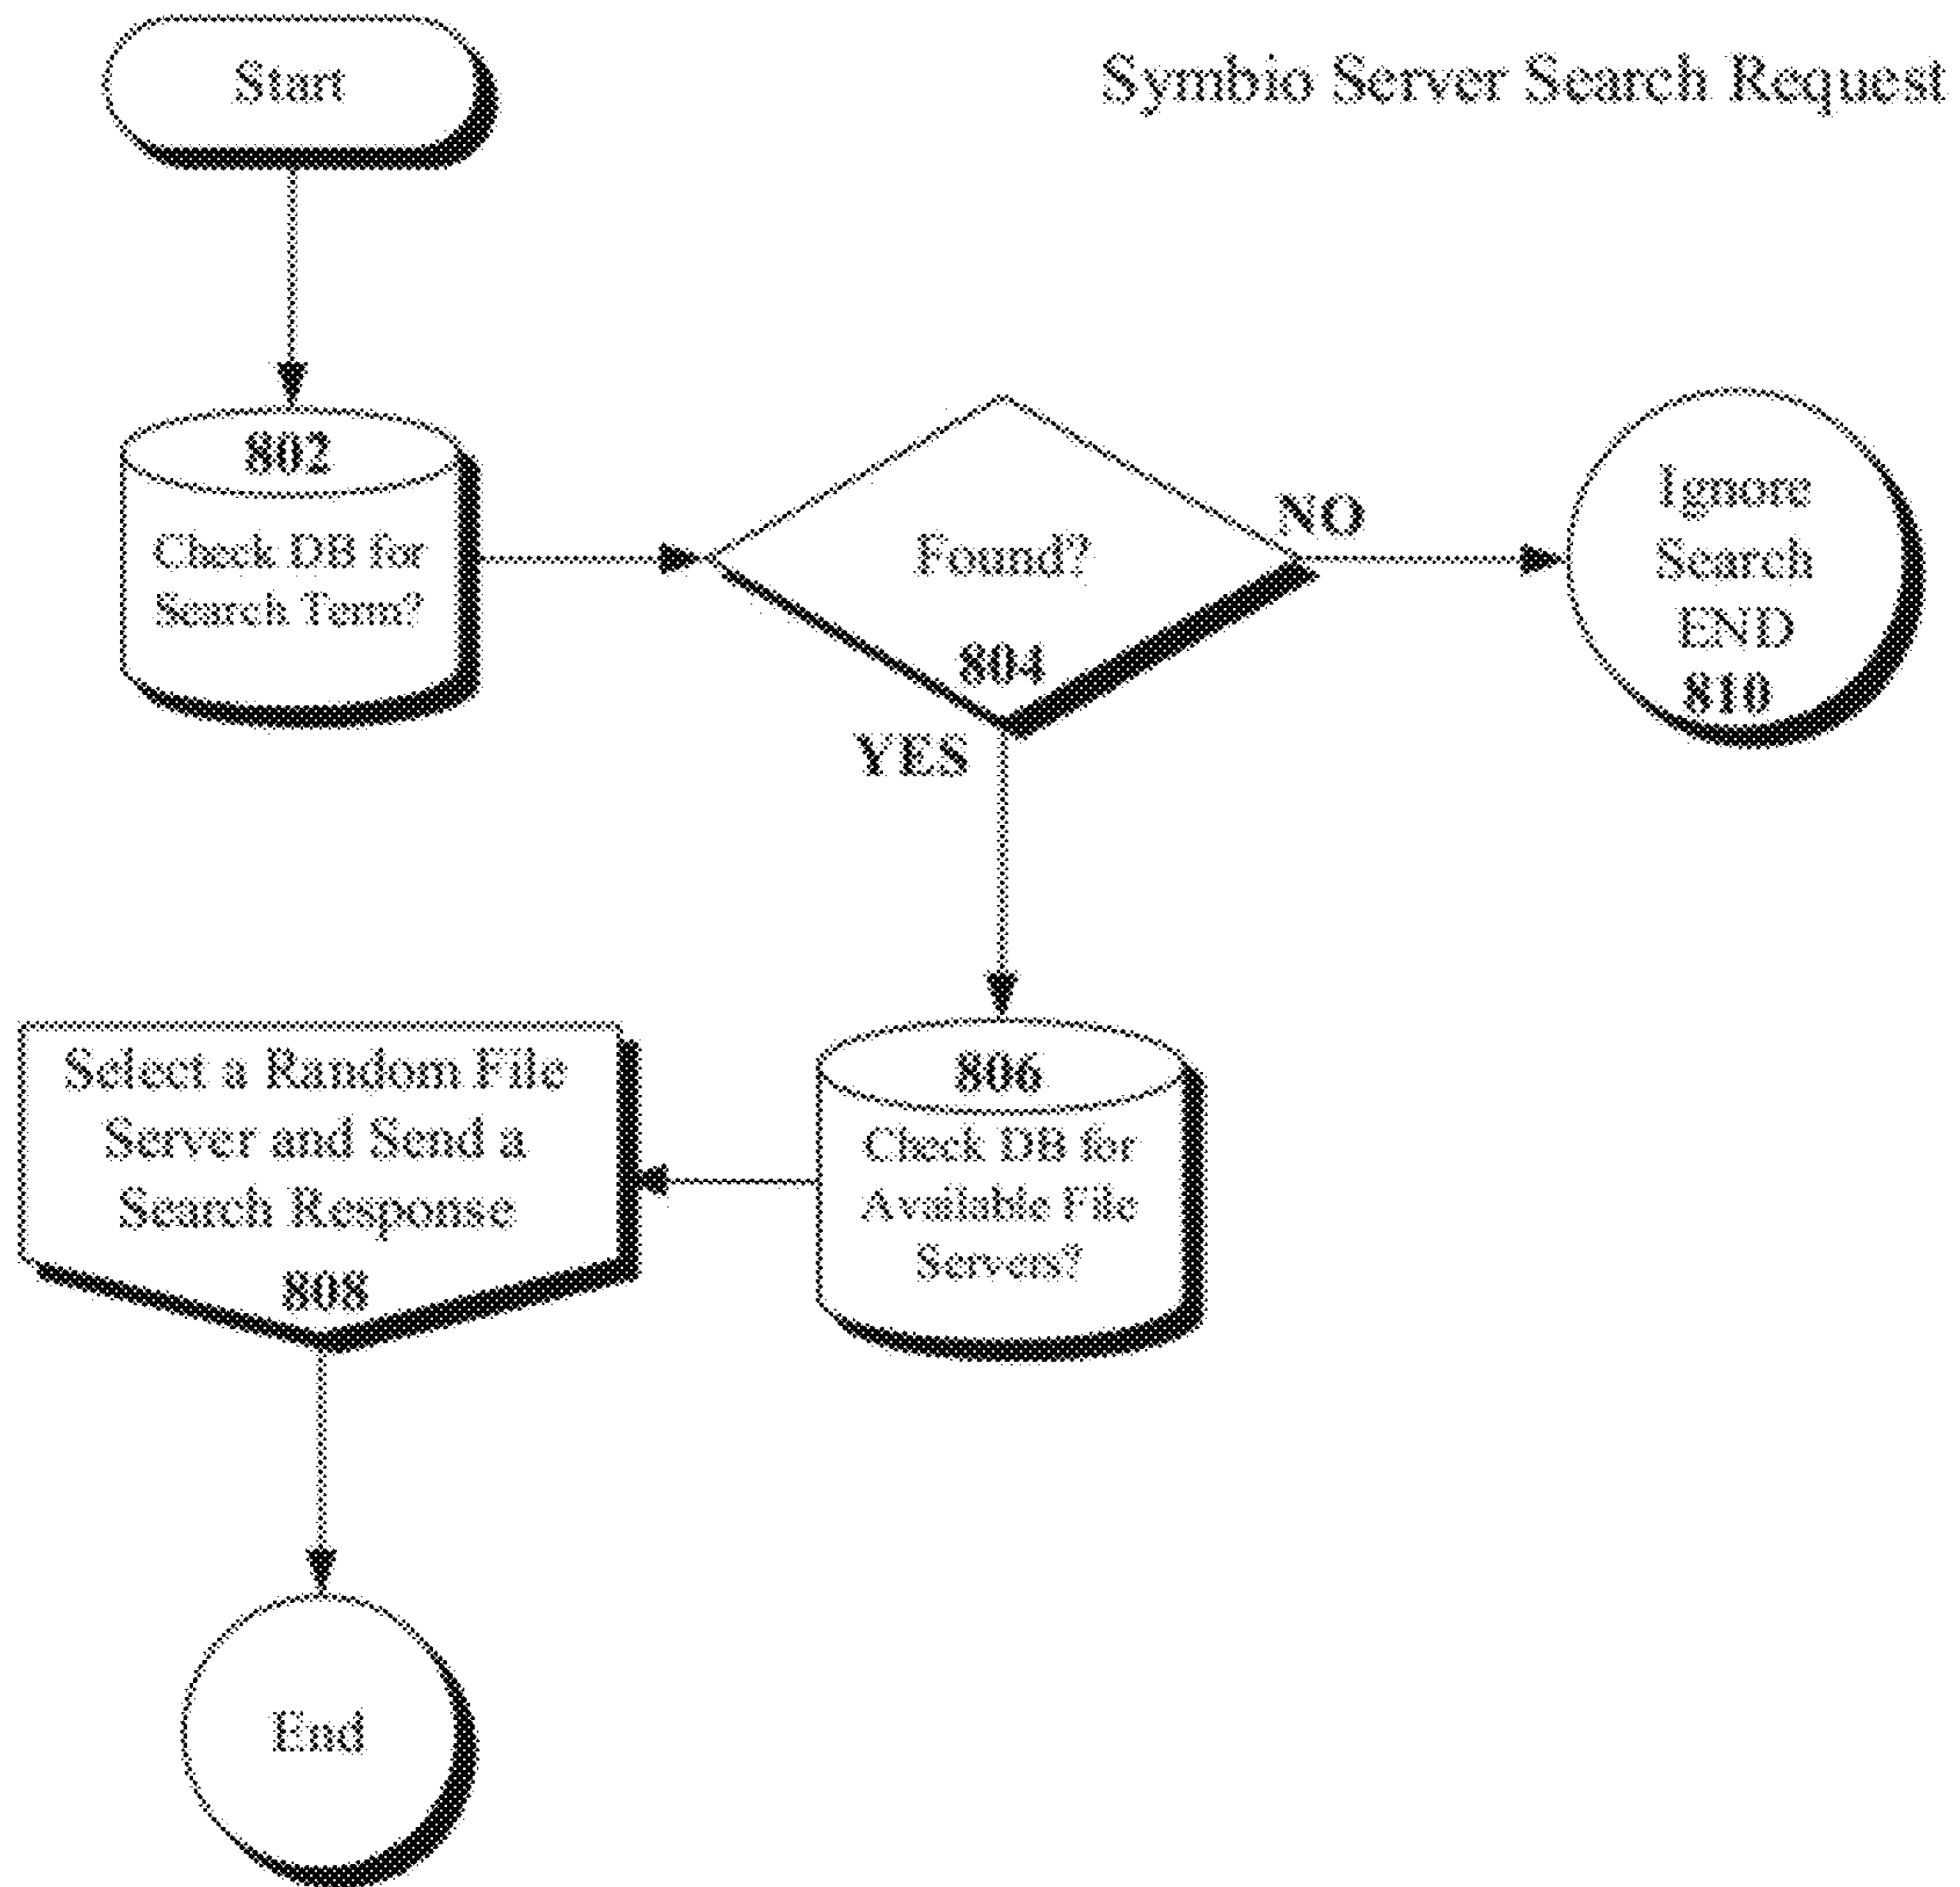 Start
Symbio Server Search Request
802
Check DB for
Search Term?
Found?
804
NO
YES
Ignore
Search
END
810
806
Check DB for
Available File
Servers?
Select a Random File
Server and Send a
Search Response
808
End